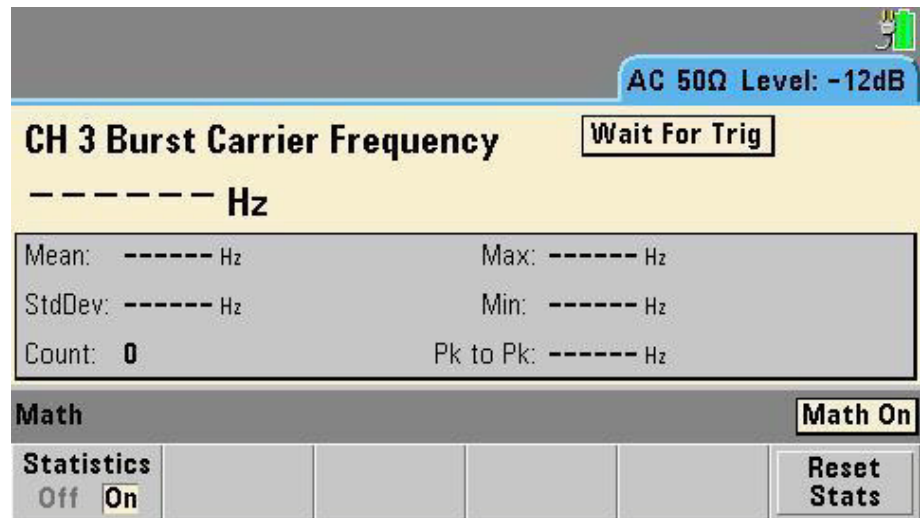 AC 50Ω Level: -12dB
CH 3 Burst Carrier Frequency Wait For Trig
------ Hz
Mean: ------ Hz Max: ------ Hz
StdDev: ------ Hz Min: ------ Hz
Count: 0 Pk to Pk: ------ Hz
Math Math On
Statistics
Off On
Reset
Stats